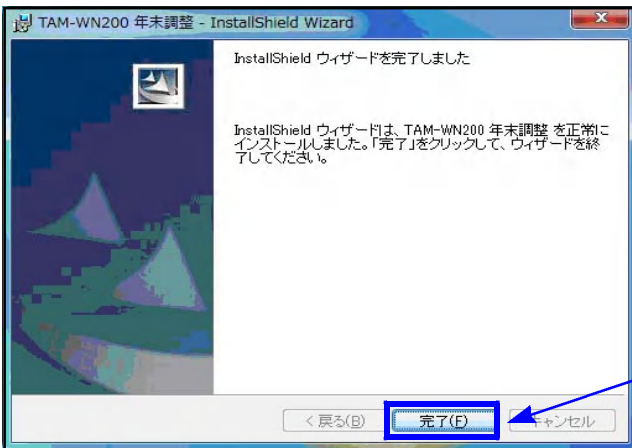 TAM-WN200 年末調整 - InstallShield Wizard
InstallShield ウィザードを完了しました
InstallShield ウィザードは、TAM-WN200 年末調整 を正常に
インストールしました。「完了」をクリックして、ウィザードを終
了してください。
< 戻る(B) 完了(F) キャンセル